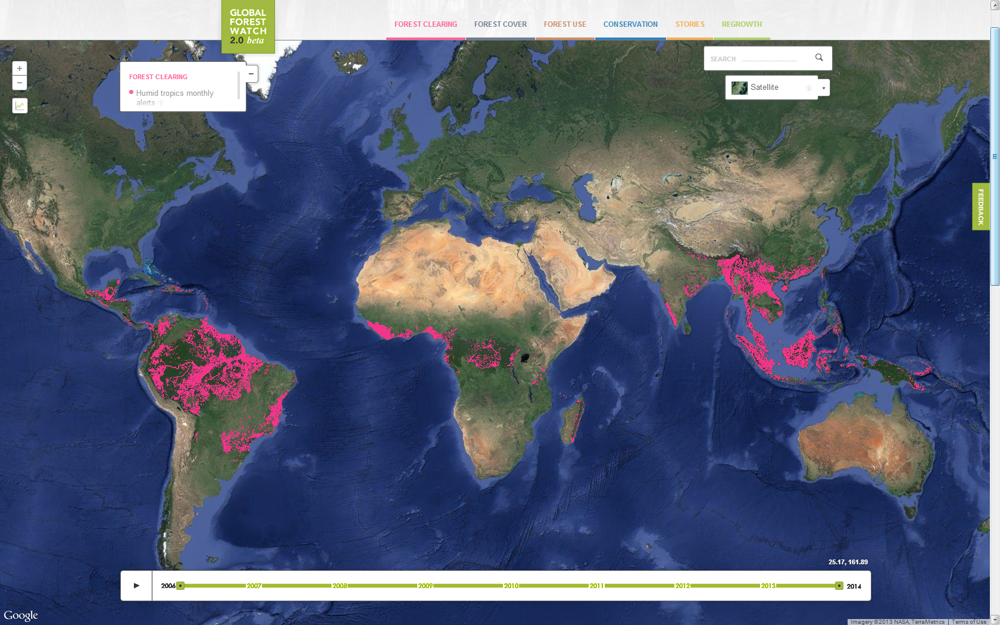 GLOBAL
FOREST
WATCH
2.0 beta
FOREST CLEARING
FOREST COVER
FOREST USE
CONSERVATION
STORIES
REGROWTH
FOREST CLEARING
Humid tropics monthly
alerts
SEARCH
Satellite
FEEDBACK
25.17, 161.89
2006 2007 2008 2009 2010 2011 2012 2013 2014
Google
Imagery ©2013 NASA, TerraMetrics
Terms of Use